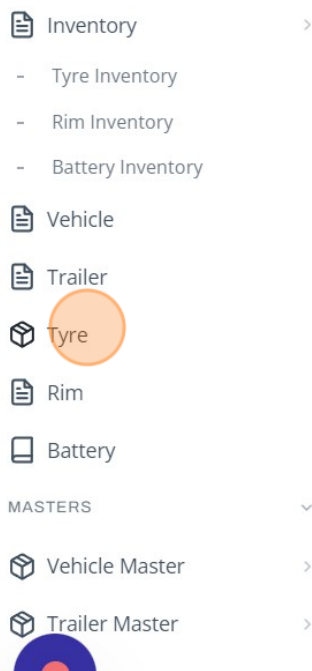 Inventory
- Tyre Inventory
- Rim Inventory
- Battery Inventory
Vehicle
Trailer
Tyre
Rim
Battery
MASTERS
Vehicle Master
Trailer Master